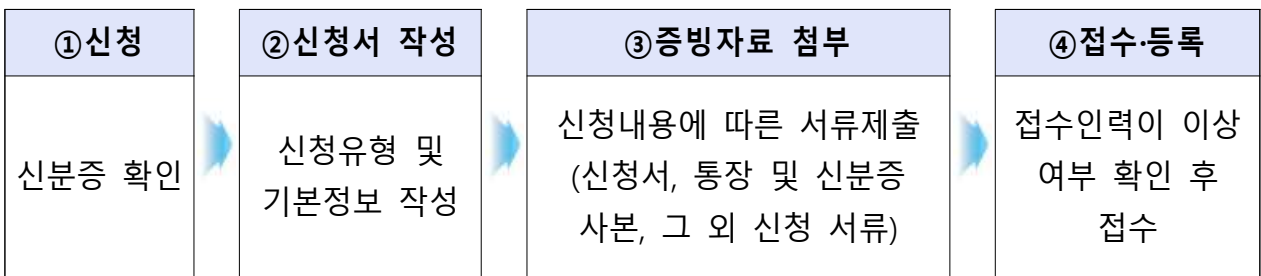 ①신청
신분증 확인
②신청서 작성
신청유형 및
기본정보 작성
③증빙자료 첨부
신청내용에 따른 서류제출
(신청서, 통장 및 신분증
사본, 그 외 신청 서류)
④접수·등록
접수인력이 이상
여부 확인 후
접수